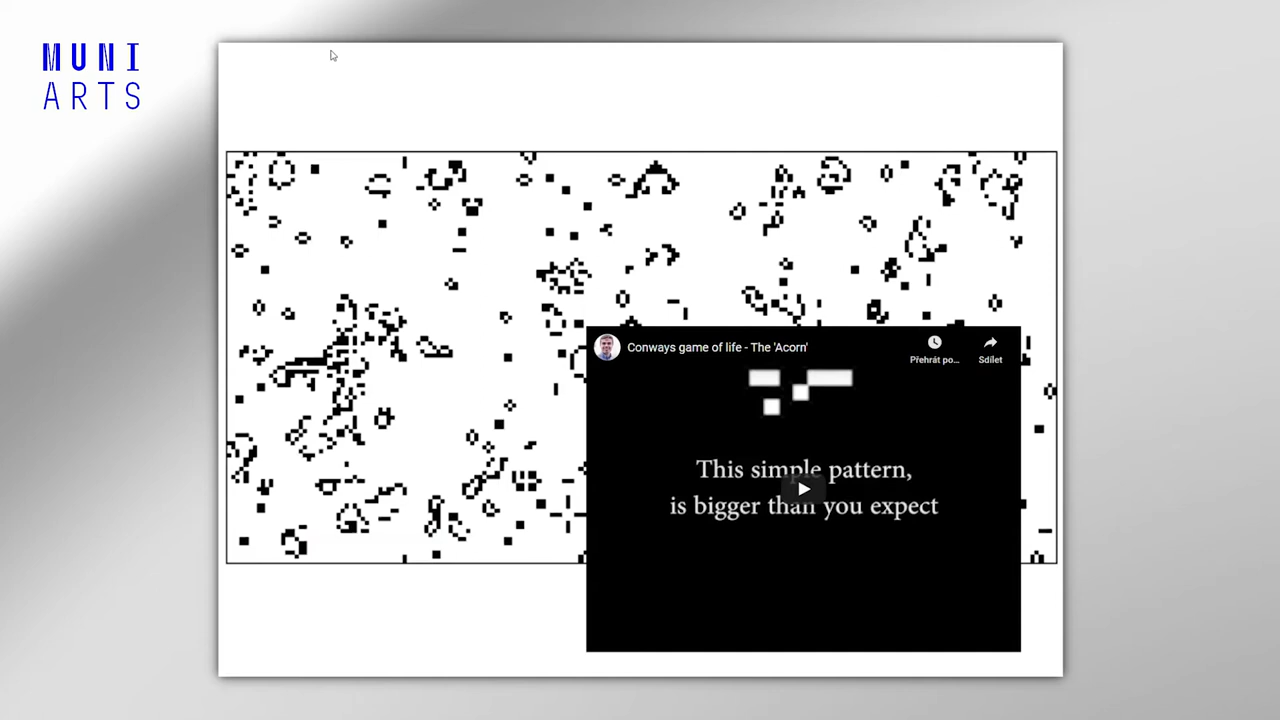 MUNI
ARTS
Conways game of life - The 'Acorn'
Přehrát po...
Sdílet
This simple pattern,
is bigger than you expect